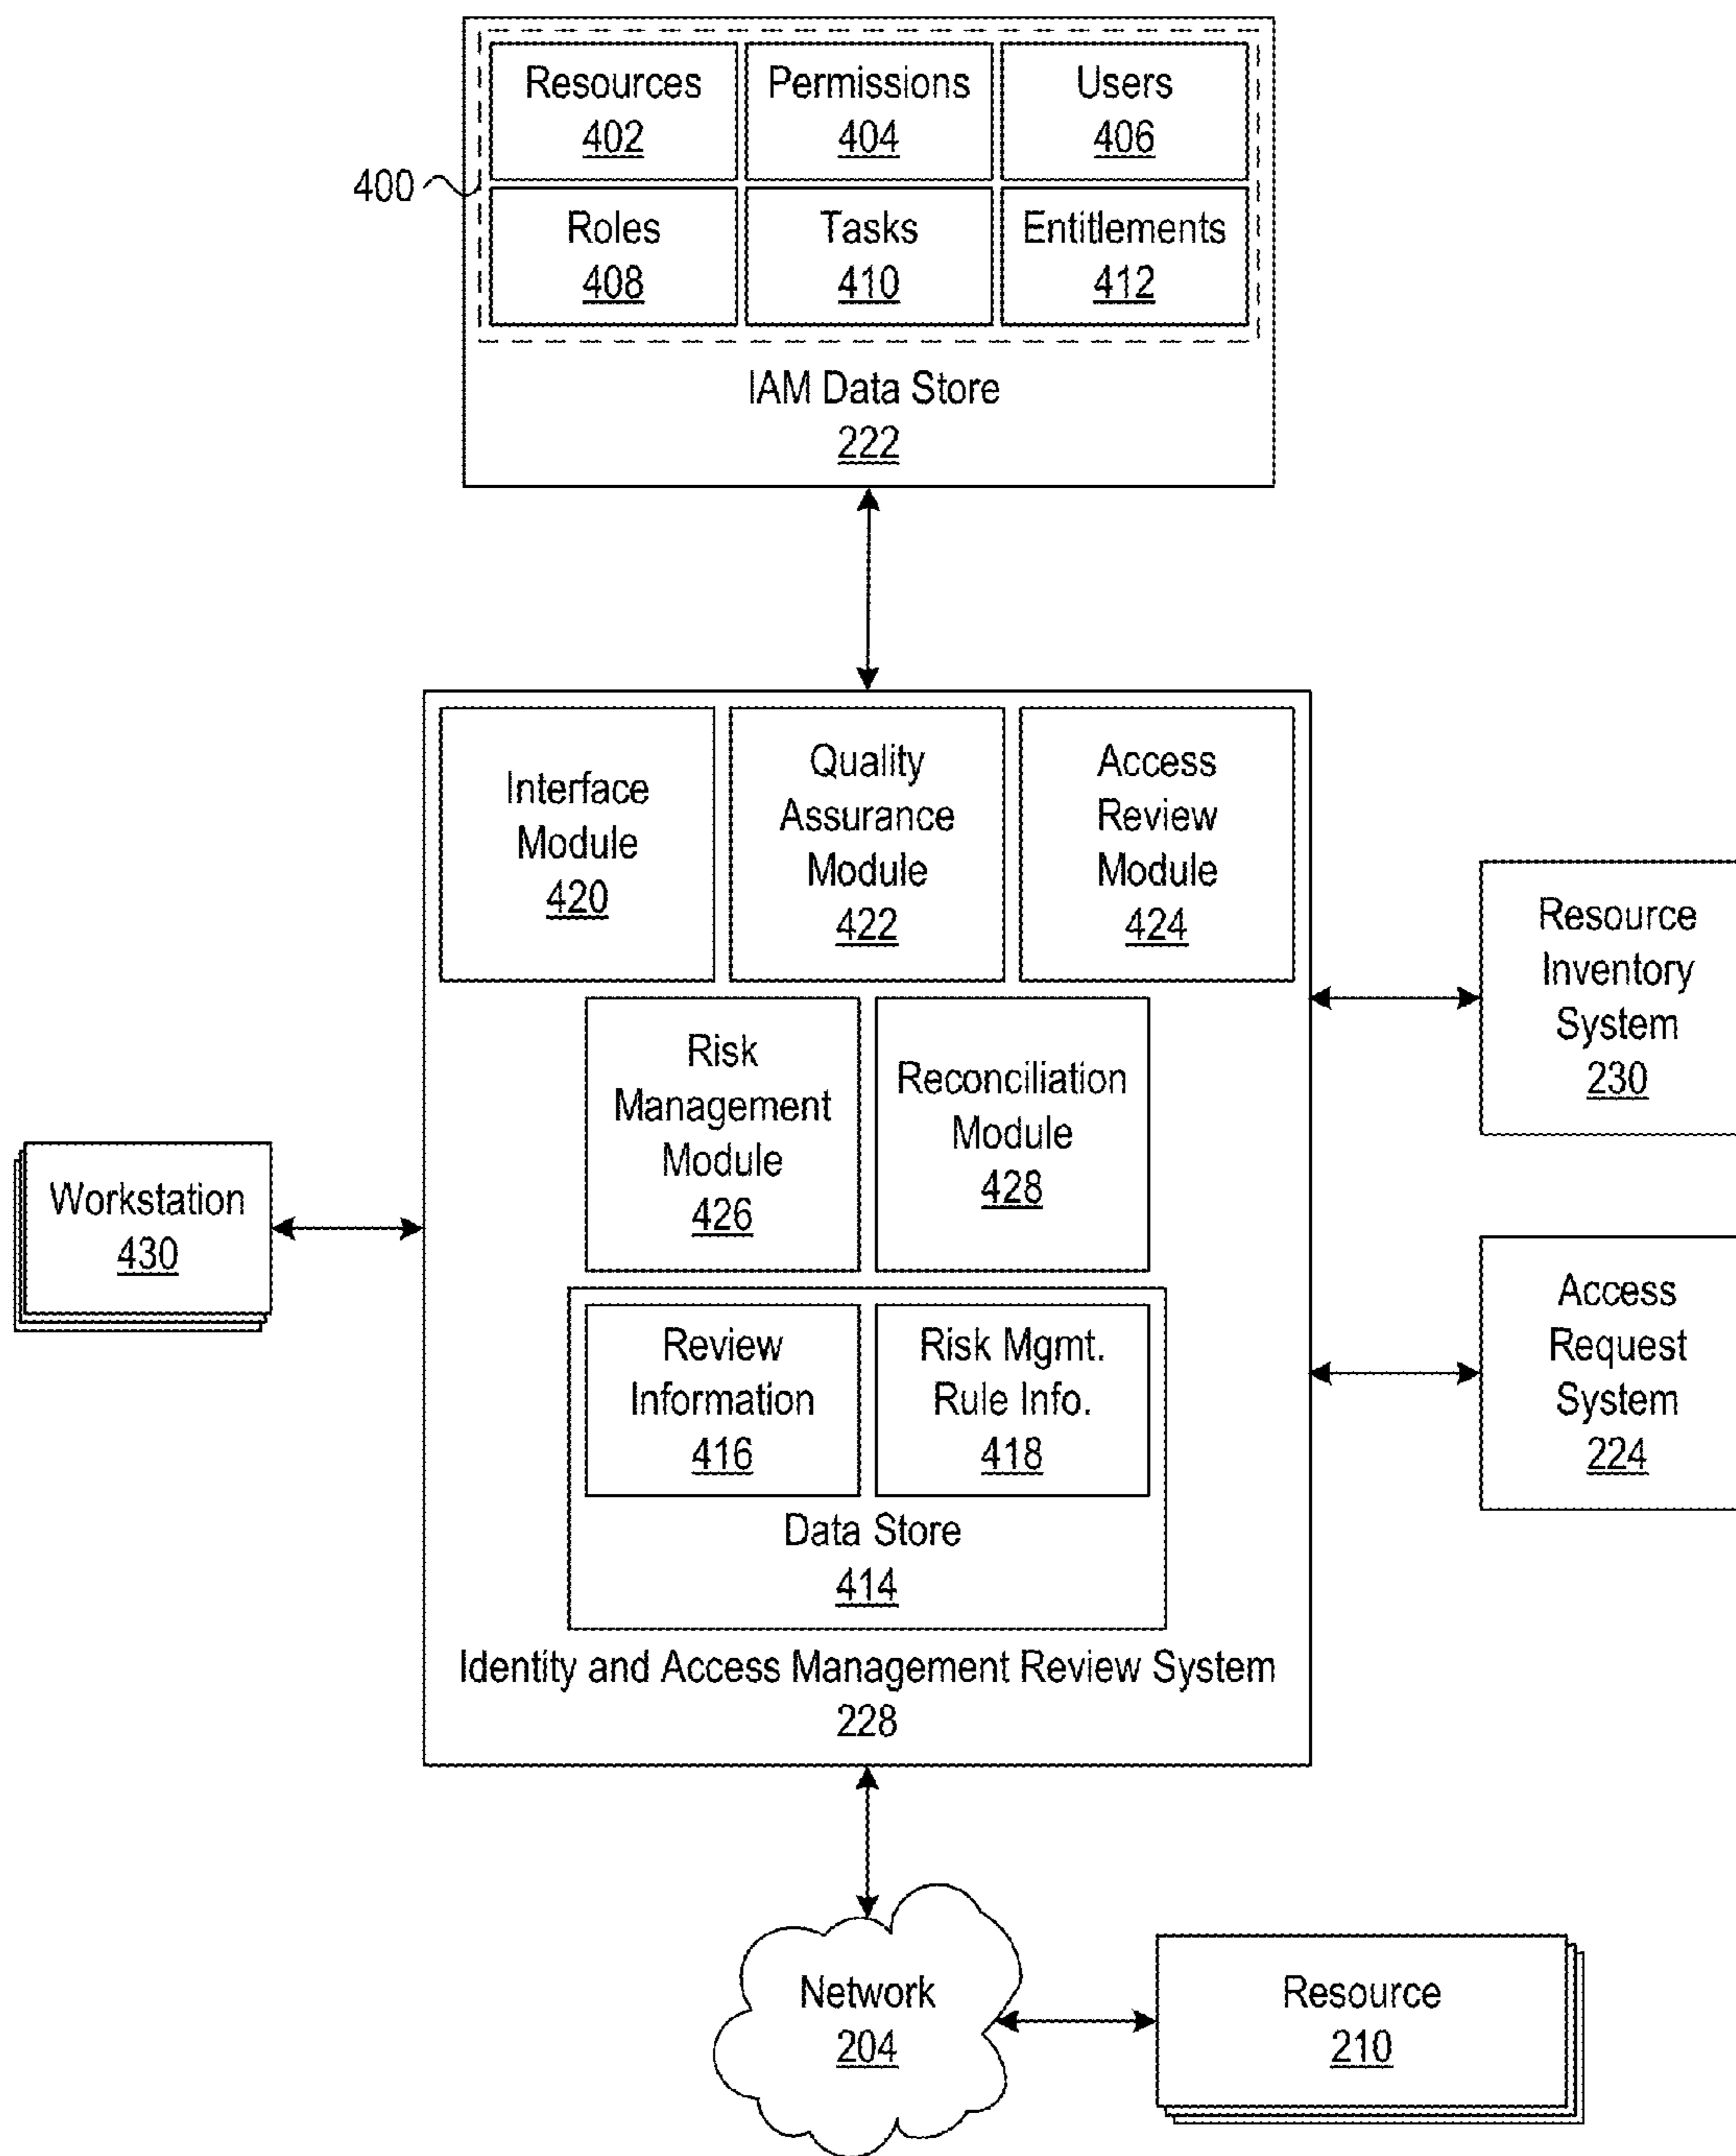 Resources
402
Permissions
404
Users
406
400
Roles
408
Tasks
410
Entitlements
412
IAM Data Store
222
Interface
Module
420
Quality
Assurance
Module
422
Access
Review
Module
424
Resource
Inventory
System
230
Risk
Management
Module
426
Reconciliation
Module
428
Workstation
430
Access
Request
System
224
Review
Information
416
Risk Mgmt.
Rule Info.
418
Data Store
414
Identity and Access Management Review System
228
Network
204
Resource
210